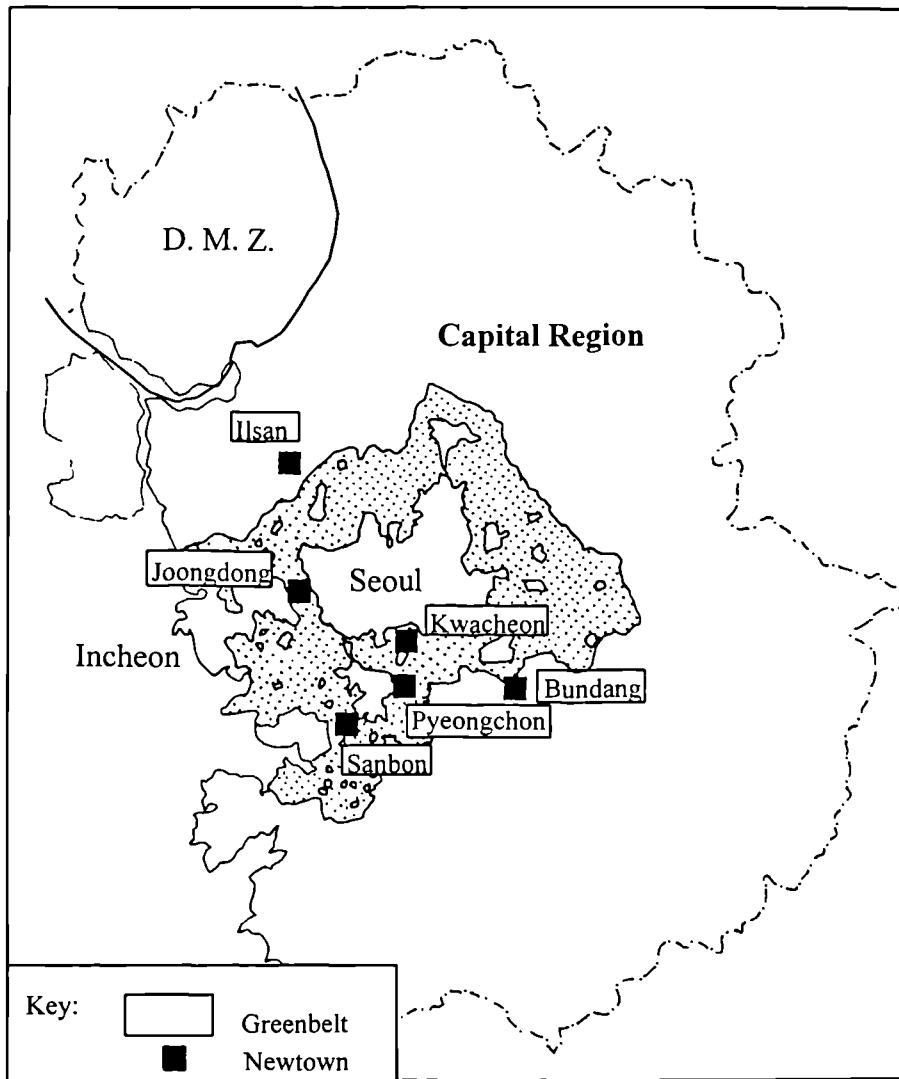 D. M. Z.
Capital Region
Ilsan
Joongdong
Seoul
Kwacheon
Incheon
Bundang
Pyeongchon
Sanbon
Key:
Greenbelt
Newtown